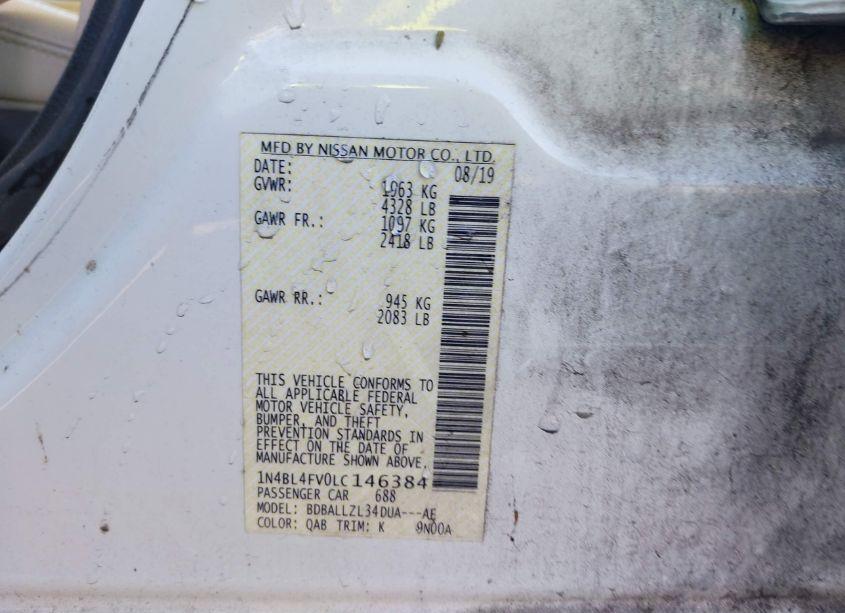 MFD BY NISSAN MOTOR CO., LTD.
DATE: 08/19
GVWR: 1963 KG
4328 LB
GAWR FR.: 1097 KG
2418 LB
GAWR RR.: 945 KG
2083 LB
THIS VEHICLE CONFORMS TO
ALL APPLICABLE FEDERAL
MOTOR VEHICLE SAFETY,
BUMPER, AND THEFT
PREVENTION STANDARDS IN
EFFECT ON THE DATE OF
MANUFACTURE SHOWN ABOVE.
1N4BL4FV0LC146384
PASSENGER CAR 688
MODEL: BDBALLZL34DUA---AE
COLOR: QAB TRIM: K 9N00A